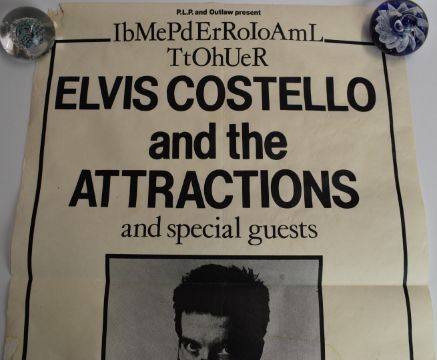 P.L.P. and Outlaw present
IbMePdErRoIoAmL
TtOhUeR
ELVIS COSTELLO
and the
ATTRACTIONS
and special guests